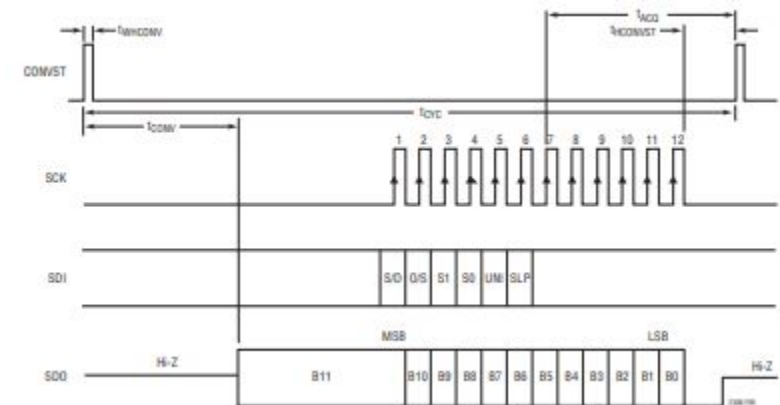 tACQ
tWHCONV
tHCONVST
CONVST
tCYC
tCONV
1 2 3 4 5 6 7 8 9 10 11 12
SCK
SDI
S/D O/S S1 S0 UNI SLP
MSB LSB
SDO
Hi-Z
B11 B10 B9 B8 B7 B6 B5 B4 B3 B2 B1 B0
Hi-Z